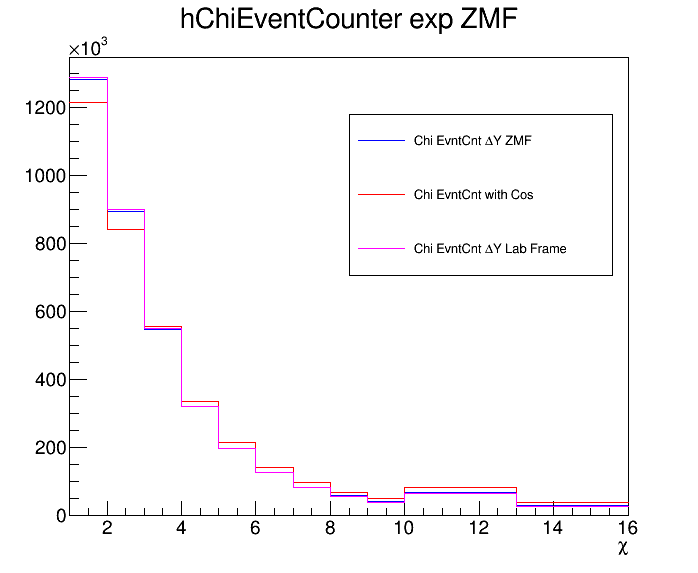 hChiEventCounter exp ZMF
×10³
1200
1000
800
600
400
200
0
Chi EvntCnt ΔY ZMF
Chi EvntCnt with Cos
Chi EvntCnt ΔY Lab Frame
2 4 6 8 10 12 14 16
χ